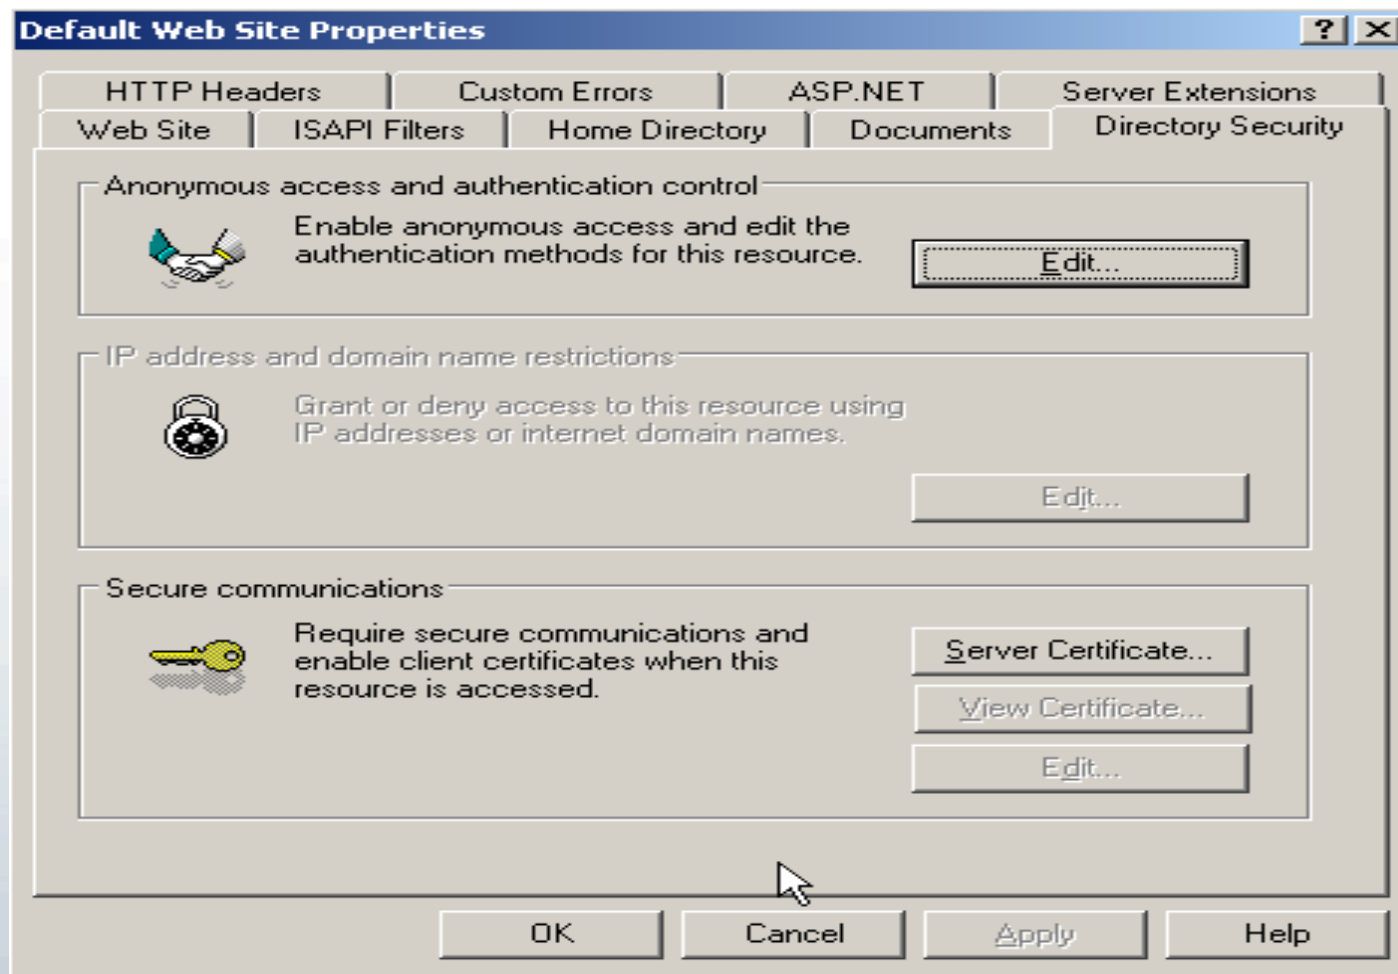 Default Web Site Properties
HTTP Headers Custom Errors ASP.NET Server Extensions
Web Site ISAPI Filters Home Directory Documents Directory Security
Anonymous access and authentication control
Enable anonymous access and edit the
authentication methods for this resource.
Edit...
IP address and domain name restrictions
Grant or deny access to this resource using
IP addresses or internet domain names.
Edit...
Secure communications
Require secure communications and
enable client certificates when this
resource is accessed.
Server Certificate...
View Certificate...
Edit...
OK Cancel Apply Help